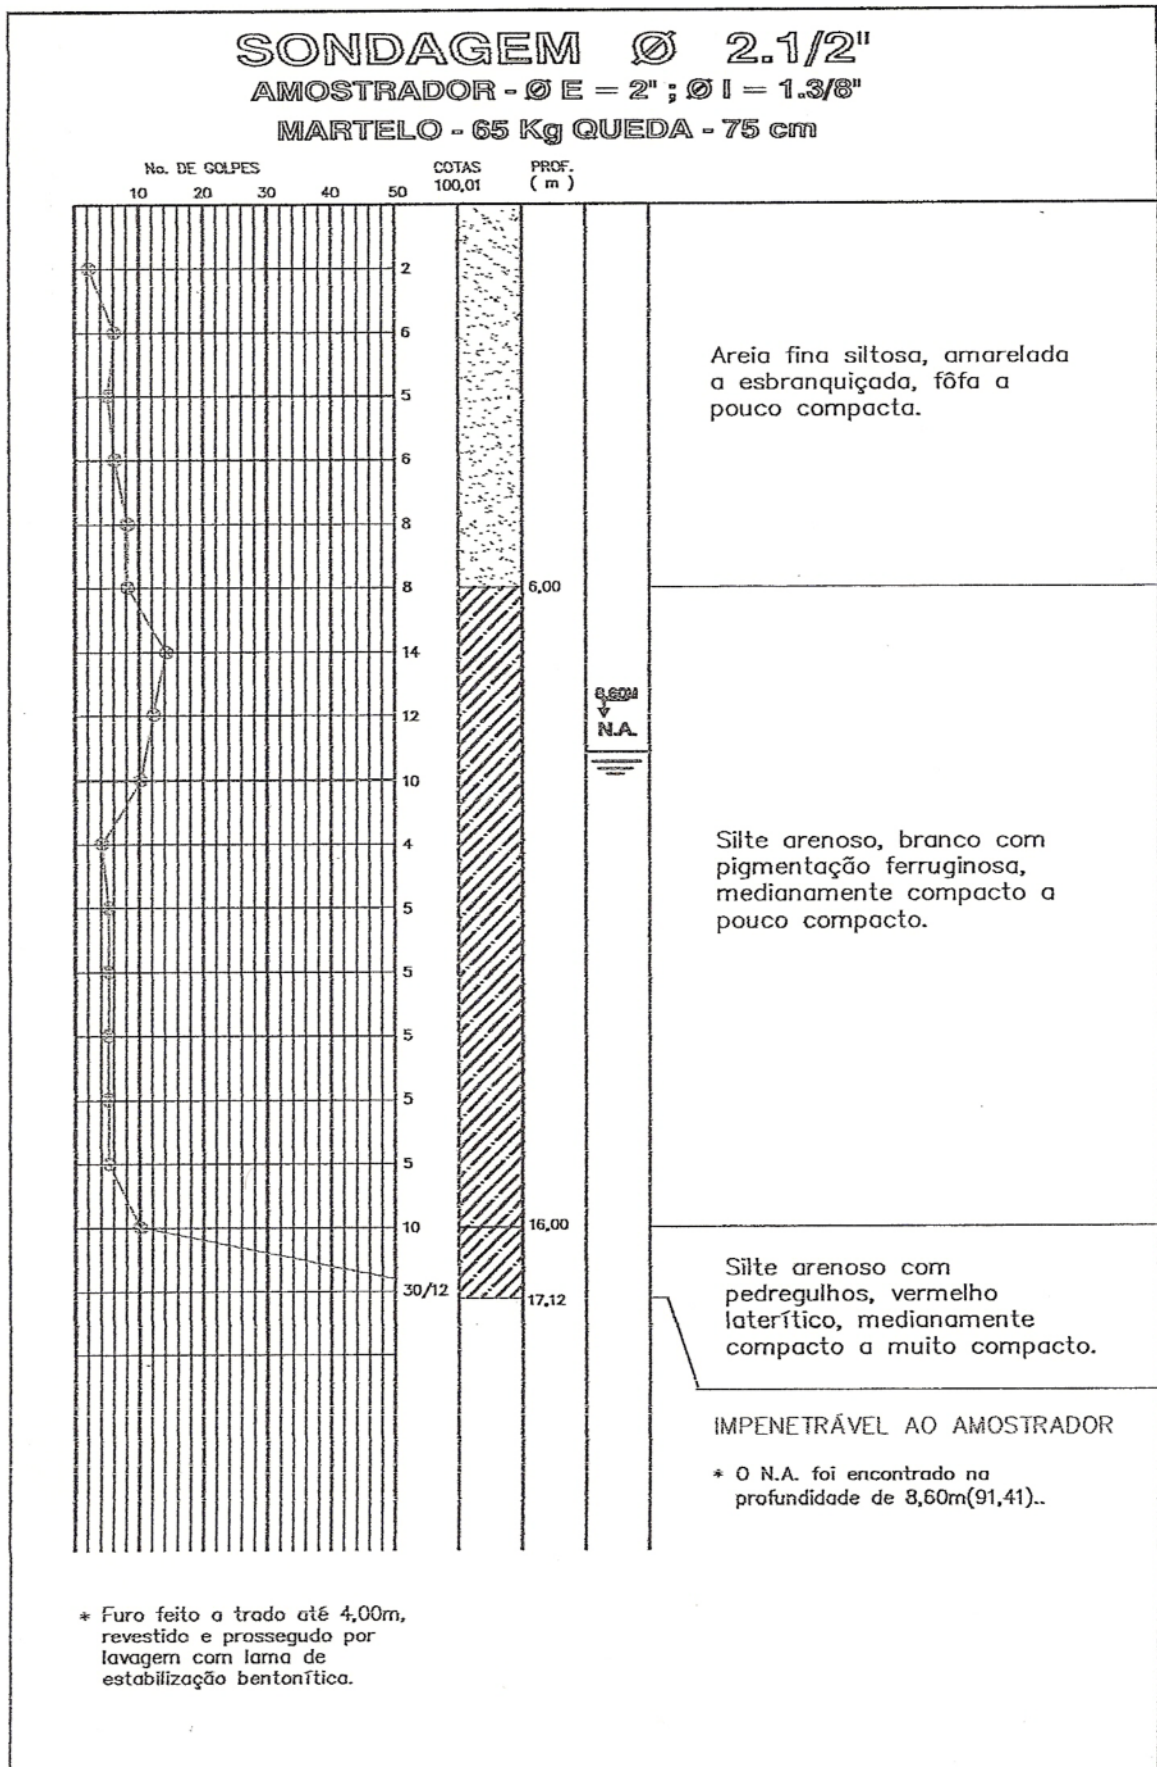 SONDAGEM Ø 2.1/2"
AMOSTRADOR - Ø E = 2" ; Ø I = 1.3/8"
MARTELO - 65 Kg QUEDA - 75 cm
No. DE GOLPES
10 20 30 40 50
COTAS
100,01
PROF.
( m )
2
6
5
6
8
8
14
12
10
4
5
5
5
5
5
10
30/12
6,00
16,00
17,12
8.60M
N.A.
Areia fina siltosa, amarelada
a esbranquiçada, fôfa a
pouco compacta.
Silte arenoso, branco com
pigmentação ferruginosa,
medianamente compacto a
pouco compacto.
Silte arenoso com
pedregulhos, vermelho
laterítico, medianamente
compacto a muito compacto.
IMPENETRÁVEL AO AMOSTRADOR
* O N.A. foi encontrado na
profundidade de 8,60m(91,41)..
* Furo feito a trado até 4,00m,
revestido e prossegudo por
lavagem com lama de
estabilização bentonítica.